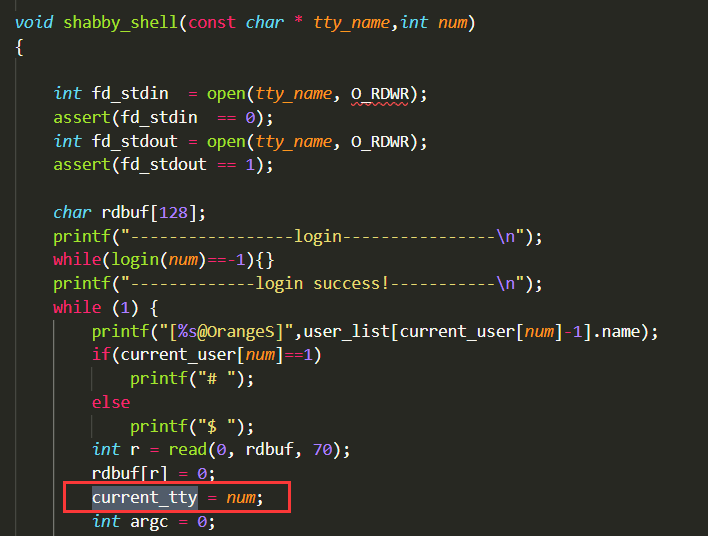 void shabby_shell(const char * tty_name,int num)
{
int fd_stdin  = open(tty_name, O_RDWR);
assert(fd_stdin  == 0);
int fd_stdout = open(tty_name, O_RDWR);
assert(fd_stdout == 1);
char rdbuf[128];
printf("-----------------login----------------\n");
while(login(num)==-1){}
printf("-------------login success!-----------\n");
while (1) {
printf("[%s@OrangeS]",user_list[current_user[num]-1].name);
if(current_user[num]==1)
printf("# ");
else
printf("$ ");
int r = read(0, rdbuf, 70);
rdbuf[r] = 0;
current_tty = num;
int argc = 0;